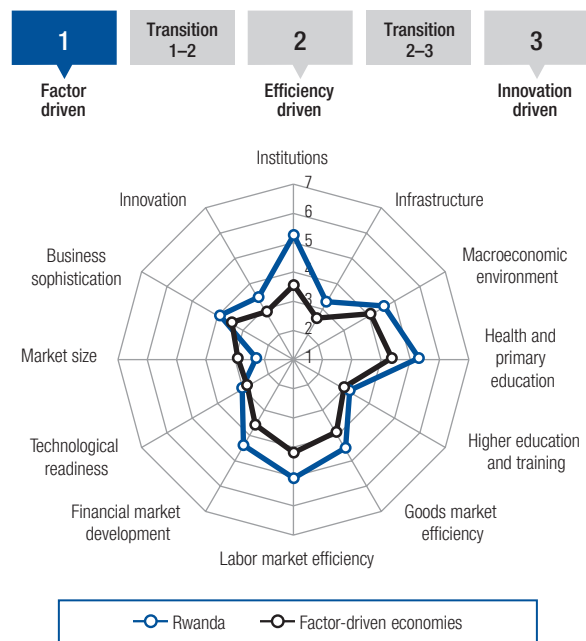 1
Transition
1–2
2
Transition
2–3
3
Factor
driven
Efficiency
driven
Innovation
driven
Institutions
Infrastructure
Macroeconomic
environment
Health and
primary
education
Higher education
and training
Goods market
efficiency
Labor market efficiency
Financial market
development
Technological
readiness
Market size
Business
sophistication
Innovation
7
6
5
4
3
2
1
Rwanda
Factor-driven economies